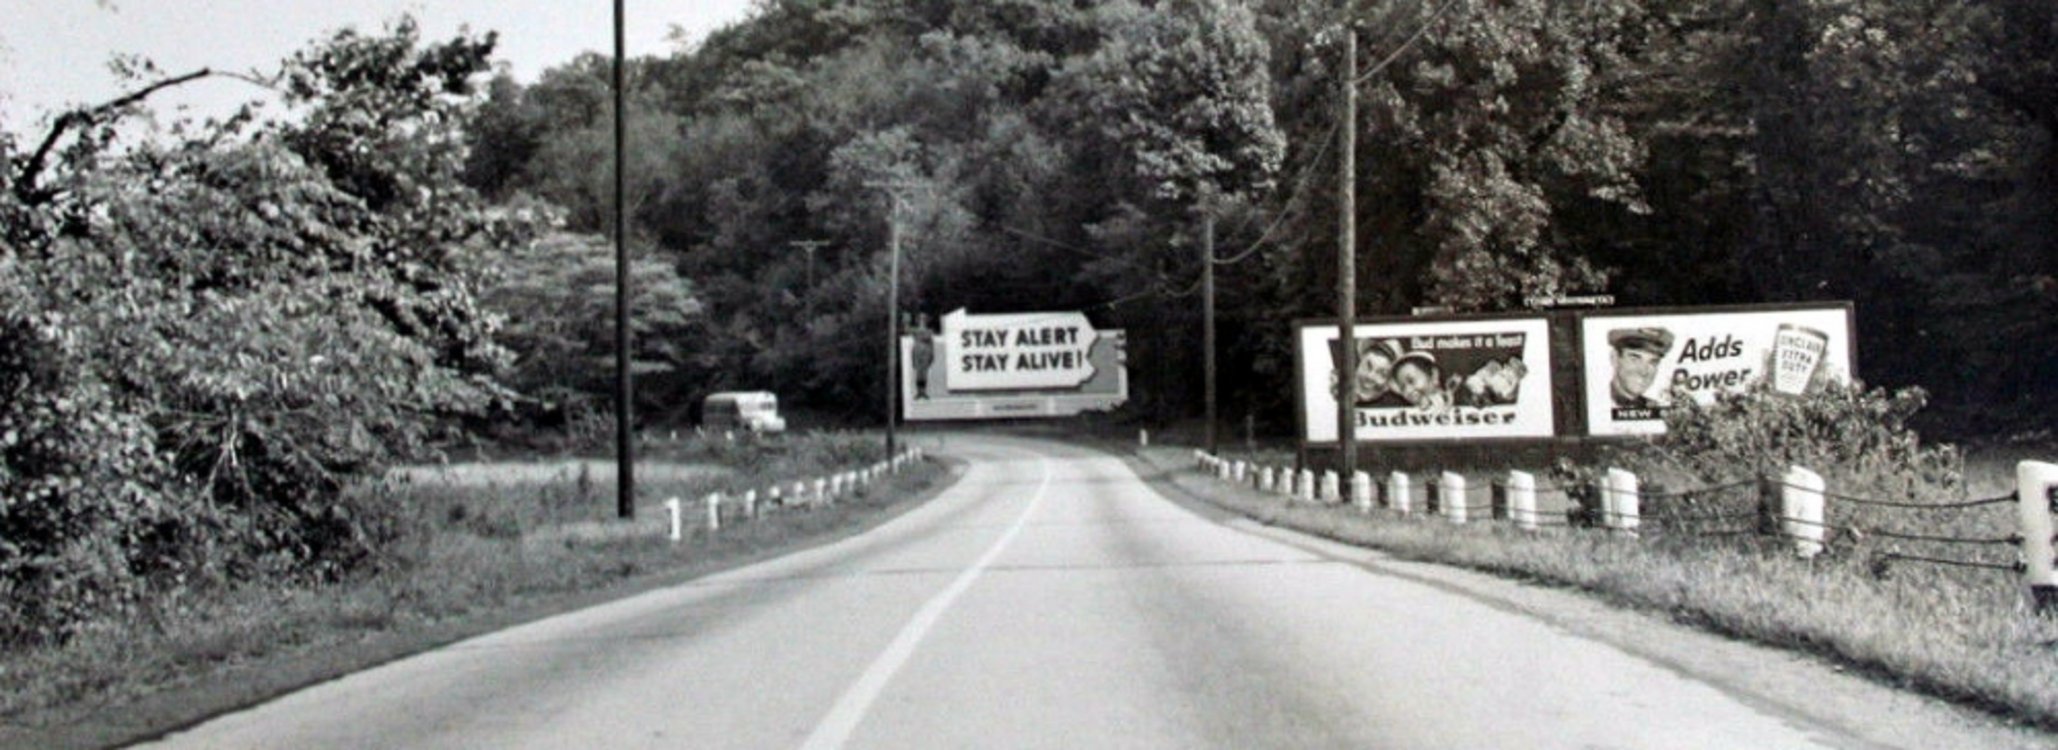 STAY ALERT
STAY ALIVE!
Bud makes it a feast
Budweiser
Adds
Power
SINCLAIR
EXTRA
DUTY
NEW